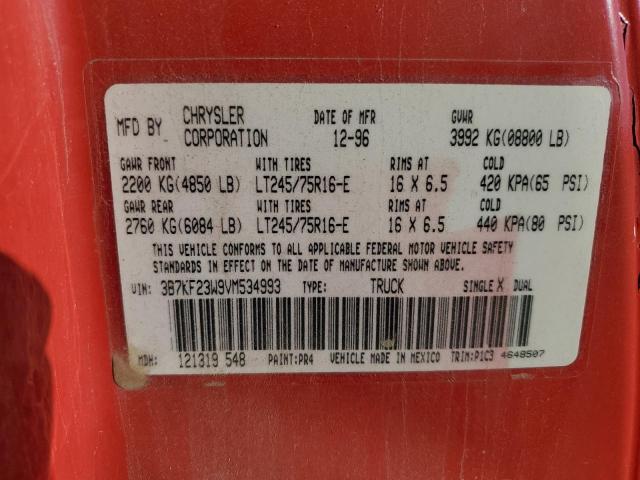 MFD BY CHRYSLER CORPORATION DATE OF MFR 12-96 GVWR 3992 KG(08800 LB)
GAWR FRONT WITH TIRES RIMS AT COLD
2200 KG(4850 LB) LT245/75R16-E 16 X 6.5 420 KPA(65 PSI)
GAWR REAR WITH TIRES RIMS AT COLD
2760 KG(6084 LB) LT245/75R16-E 16 X 6.5 440 KPA(80 PSI)
THIS VEHICLE CONFORMS TO ALL APPLICABLE FEDERAL MOTOR VEHICLE SAFETY
STANDARDS IN EFFECT ON THE DATE OF MANUFACTURE SHOWN ABOVE.
VIN: 3B7KF23W9VM534993 TYPE: TRUCK SINGLE X DUAL
MDH: 121319 548 PAINT:PR4 VEHICLE MADE IN MEXICO TRIM:P1C3 4648507